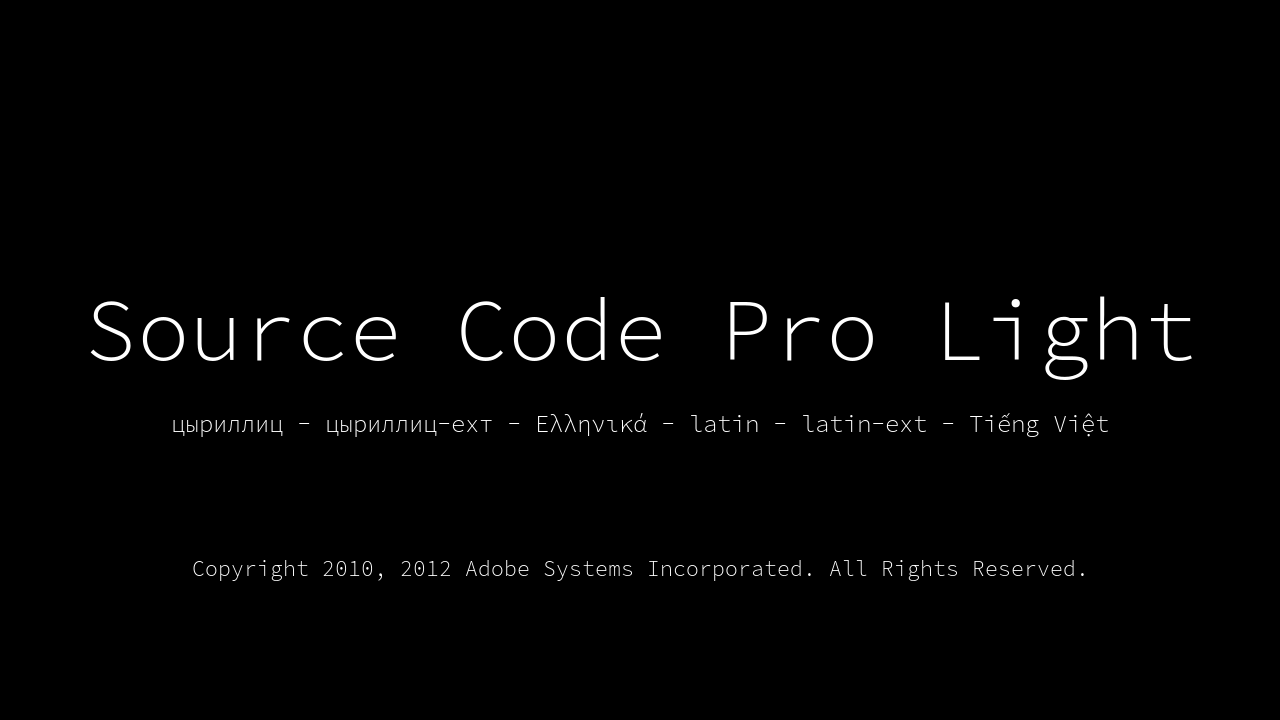 Source Code Pro Light
цыриллиц - цыриллиц-ехт - Ελληνικά - latin - latin-ext - Tiếng Việt
Copyright 2010, 2012 Adobe Systems Incorporated. All Rights Reserved.